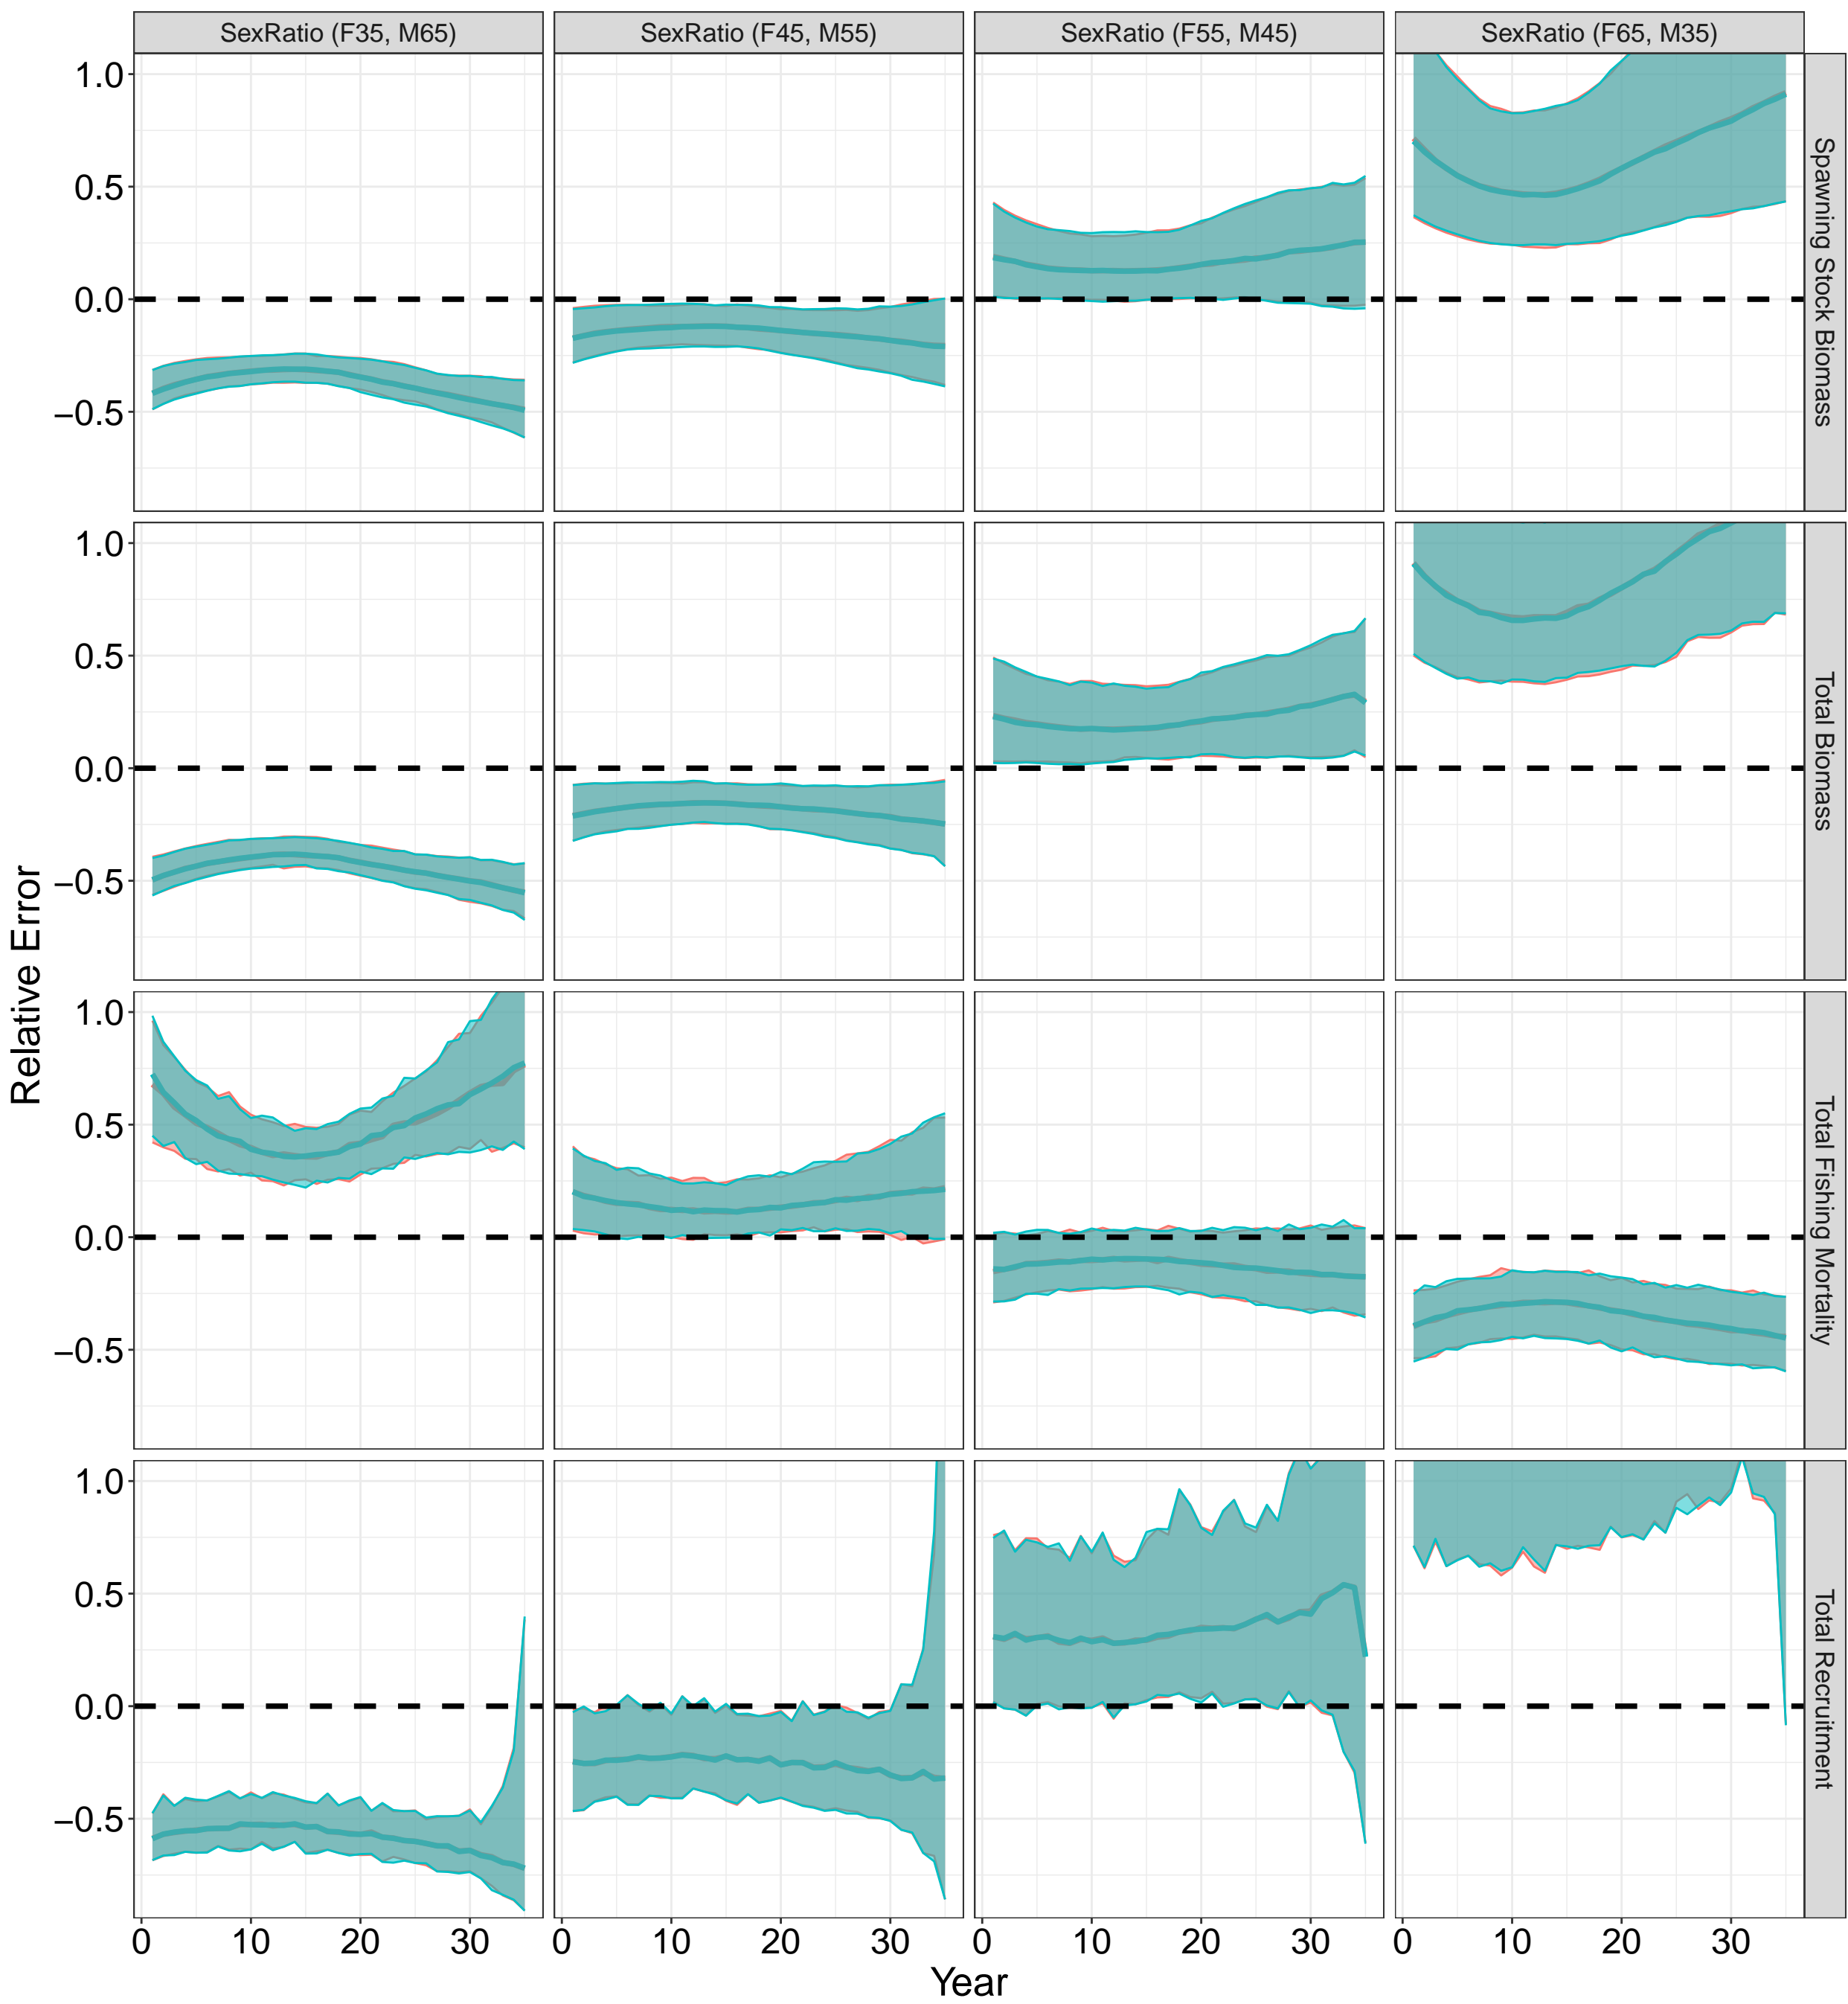 SexRatio (F35, M65)
SexRatio (F45, M55)
SexRatio (F55, M45)
SexRatio (F65, M35)
1.0
0.5
0.0
−0.5
Spawning Stock Biomass
1.0
0.5
0.0
−0.5
Total Biomass
1.0
0.5
0.0
−0.5
Total Fishing Mortality
1.0
0.5
0.0
−0.5
Total Recruitment
Relative Error
0 10 20 30
0 10 20 30
0 10 20 30
0 10 20 30
Year